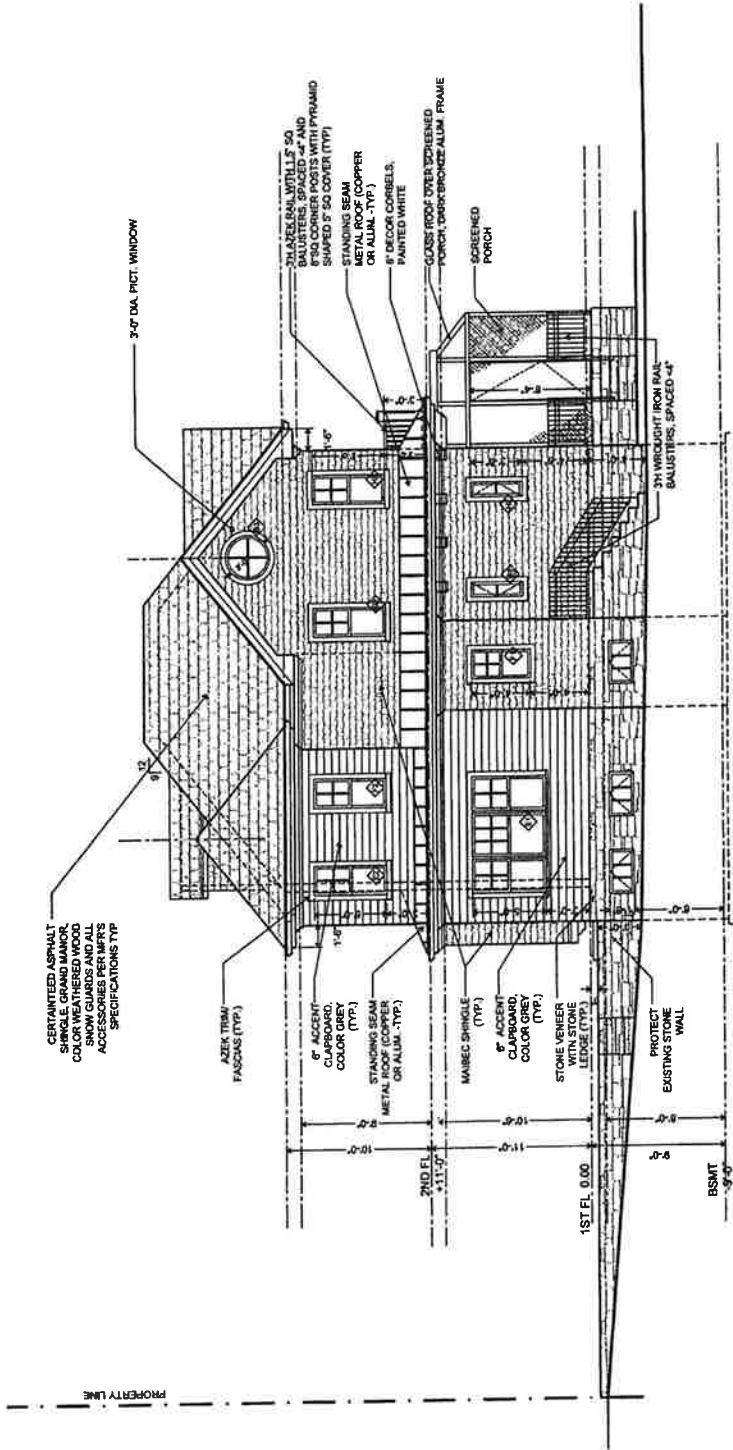 CERTAINTEED ASPHALT
SHINGLE, GRAND MANOR,
COLOR WEATHERED WOOD
SNOW GUARDS AND ALL
ACCESSORIES PER MFR'S
SPECIFICATIONS TYP
3'-0" DIA. PICT. WINDOW
12
9
3'H AZEK RAIL WITH 1.5" SQ
BALUSTERS, SPACED <4" AND
8"SQ CORNER POSTS WITH PYRAMID
SHAPED 5" SQ COVER (TYP)
STANDING SEAM
METAL ROOF (COPPER
OR ALUM. -TYP.)
8" DECOR CORBELS,
PAINTED WHITE
GLASS ROOF OVER SCREENED
PORCH, DARK BRONZE ALUM. FRAME
SCREENED
PORCH
3'H WROUGHT IRON RAIL
BALUSTERS, SPACED <4"
AZEK TRIM/
FASCIAS (TYP.)
6" ACCENT
CLAPBOARD,
COLOR GREY
(TYP.)
STANDING SEAM
METAL ROOF (COPPER
OR ALUM. -TYP.)
MAIBEC SHINGLE
(TYP.)
6" ACCENT
CLAPBOARD,
COLOR GREY
(TYP.)
STONE VENEER
WITN STONE
LEDGE (TYP.)
PROTECT
EXISTING STONE
WALL
1'-6"
1'-6"
3'-0"
8'-4"
9'-0"
10'-0"
2ND FL
+11'-0"
10'-6"
11'-0"
1ST FL 0.00
8'-0"
9'-0"
BSMT
-9'-0"
PROPERTY LINE